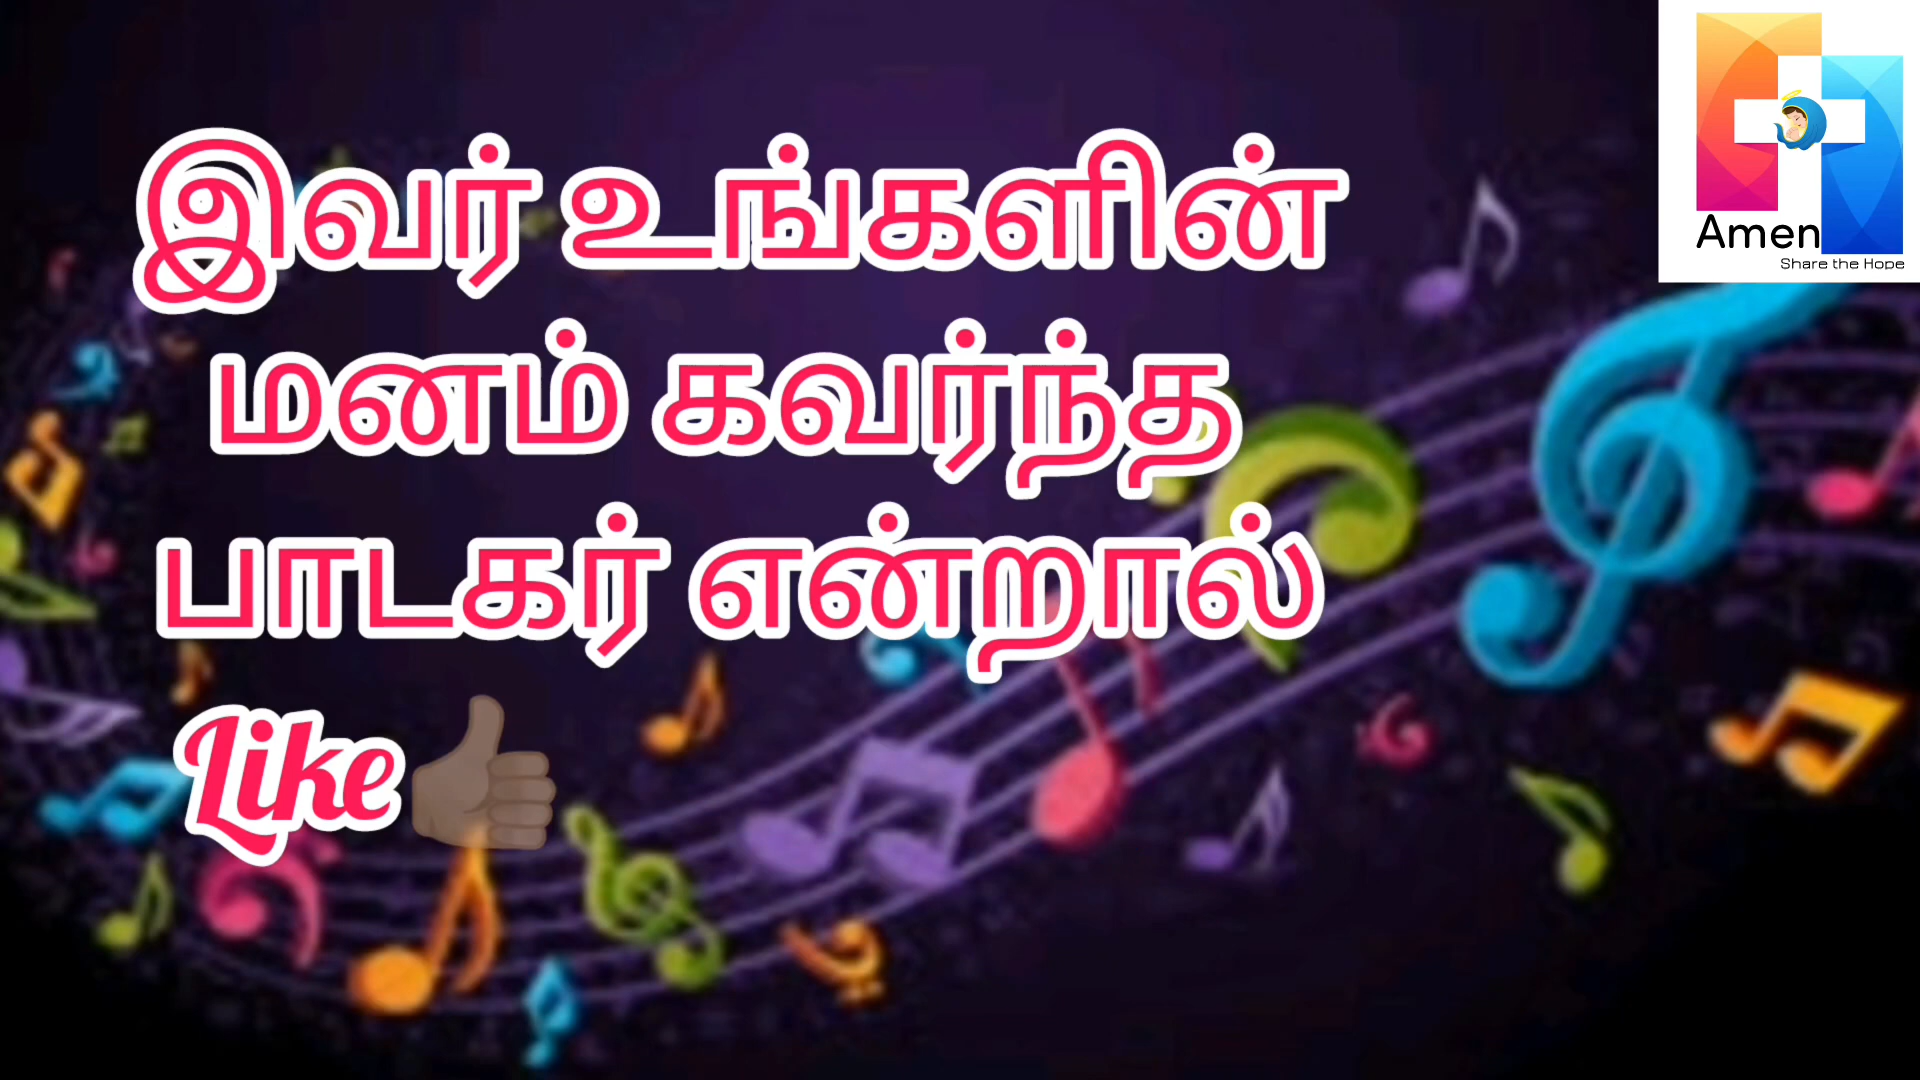 இவர் உங்களின்
மனம் கவர்ந்த
பாடகர் என்றால்
Like
Amen
Share the Hope